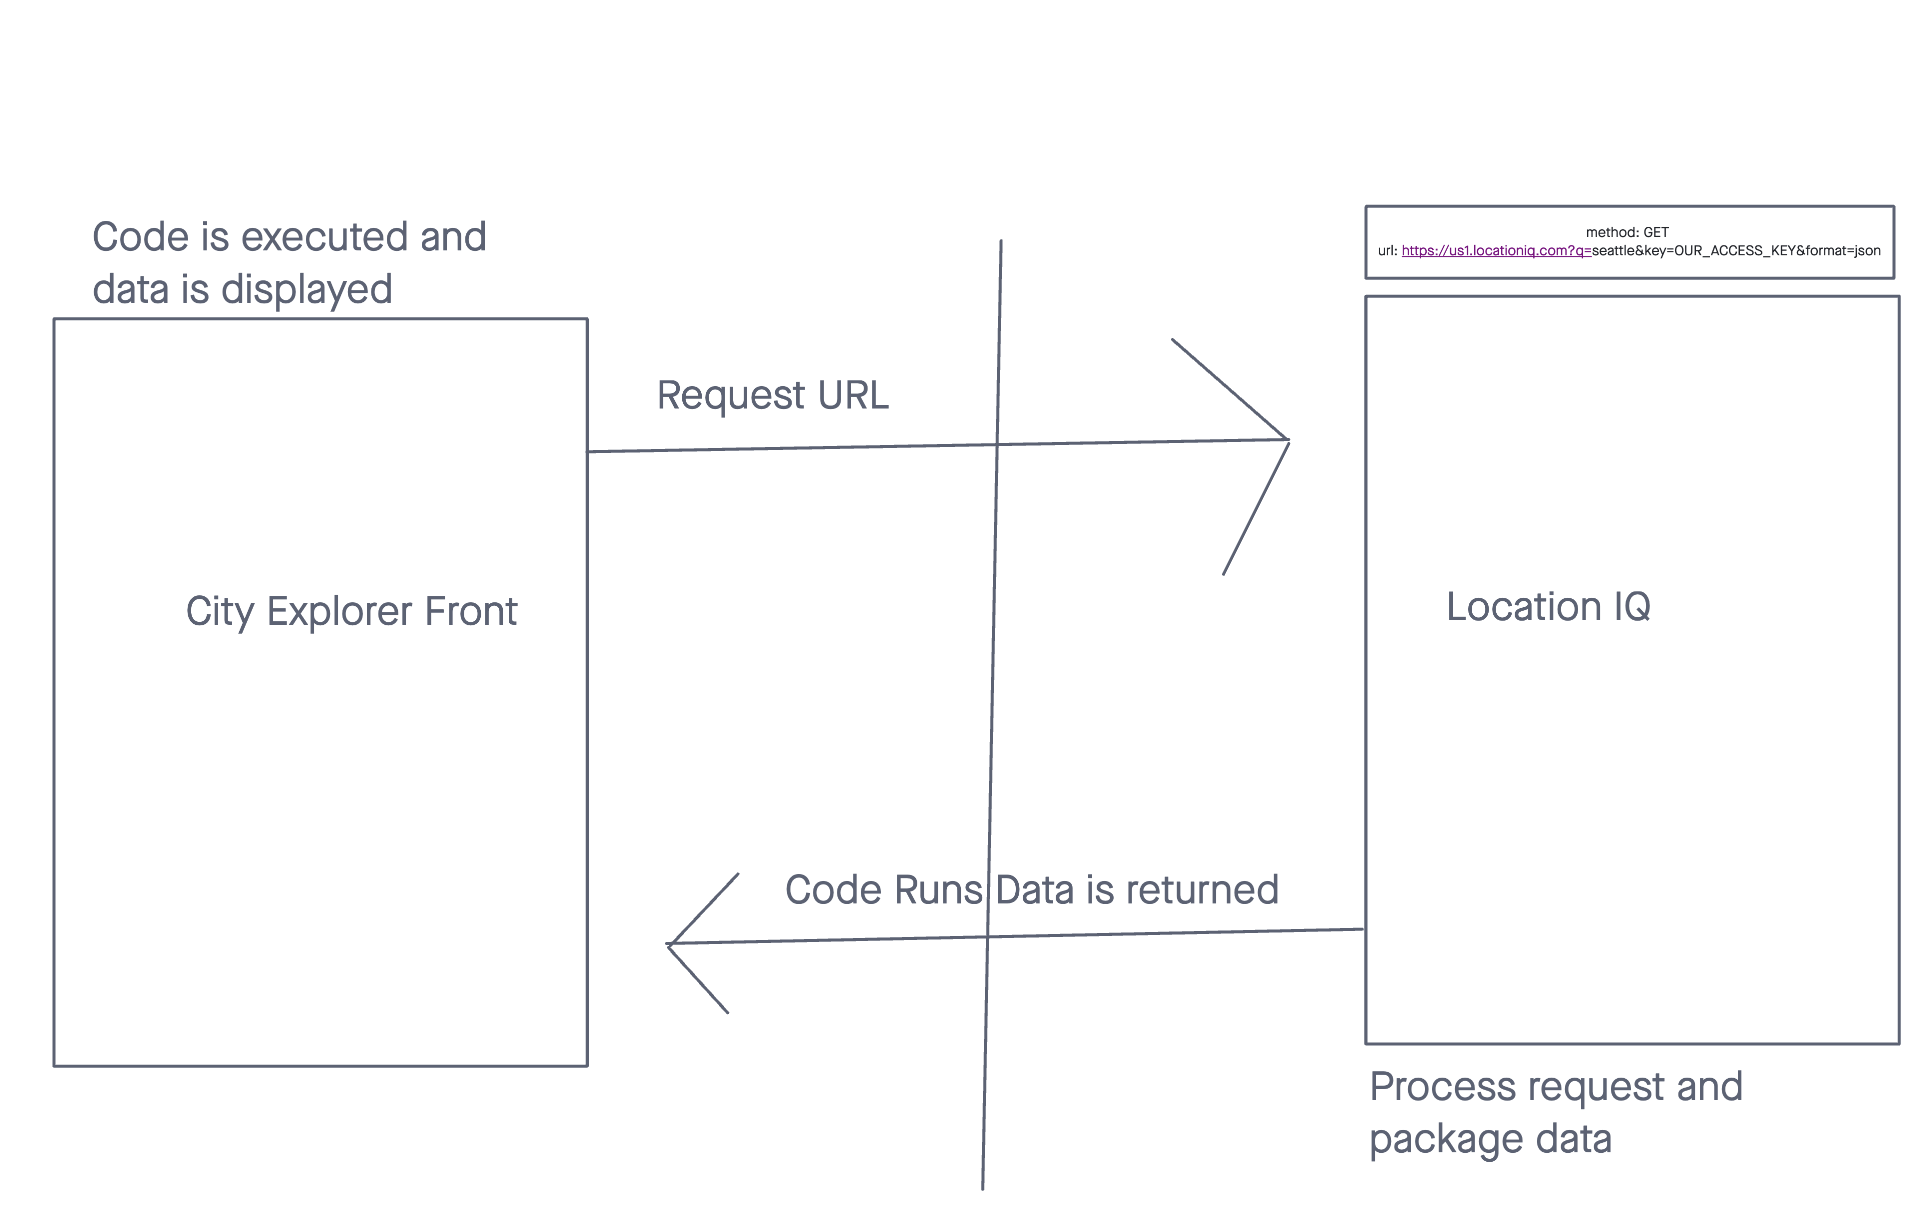 Code is executed and
data is displayed
method: GET
url: https://us1.locationiq.com?q=seattle&key=OUR_ACCESS_KEY&format=json
Request URL
City Explorer Front
Location IQ
Code Runs Data is returned
Process request and
package data